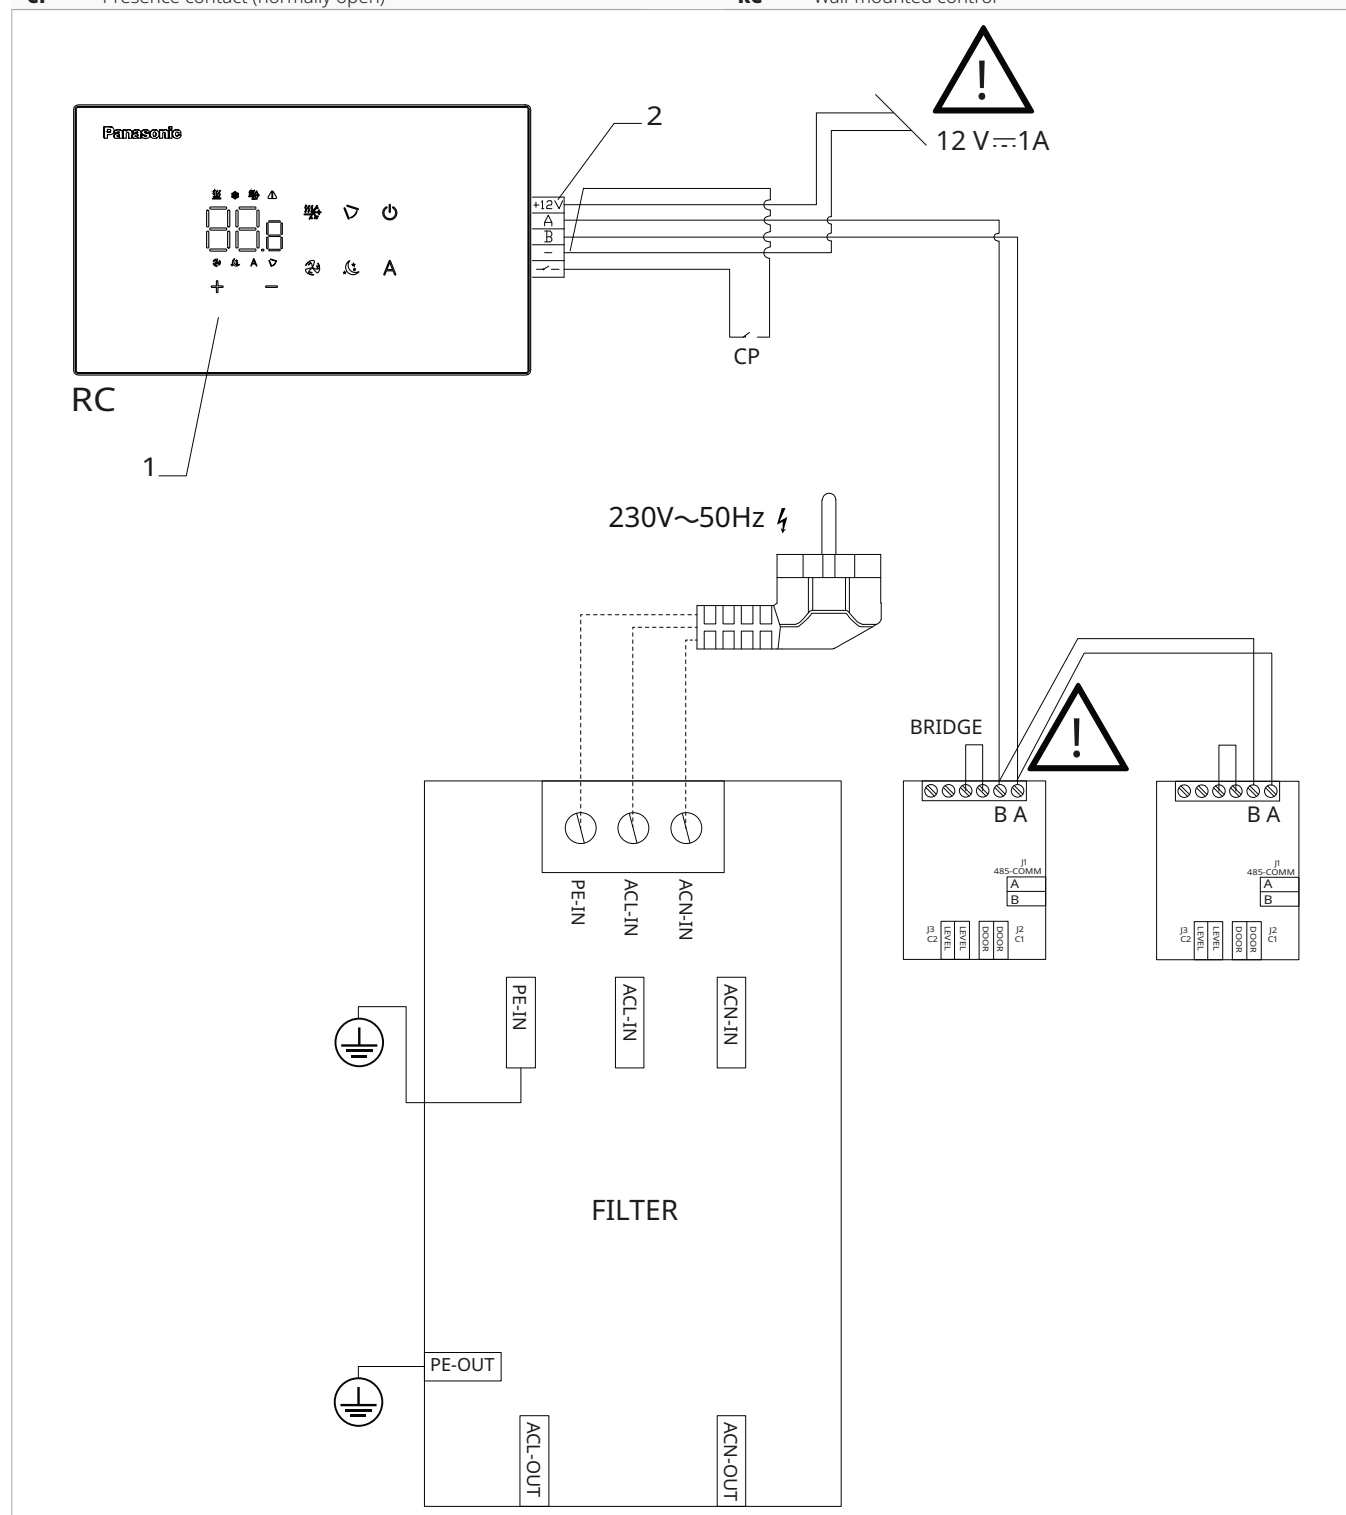 CP Presence contact (normally open)
RC Wall mounted control
2
12 V⎓1A
Panasonic
+12V
A
B
−
88.8
A
A
+ −
CP
RC
1
230V~50Hz
BRIDGE
B A
B A
J1
485-COMM
A
B
J1
485-COMM
A
B
PE-IN
ACL-IN
ACN-IN
J3
C2
LEVEL
LEVEL
DOOR
DOOR
J2
C1
J3
C2
LEVEL
LEVEL
DOOR
DOOR
J2
C1
PE-IN
ACL-IN
ACN-IN
FILTER
PE-OUT
ACL-OUT
ACN-OUT